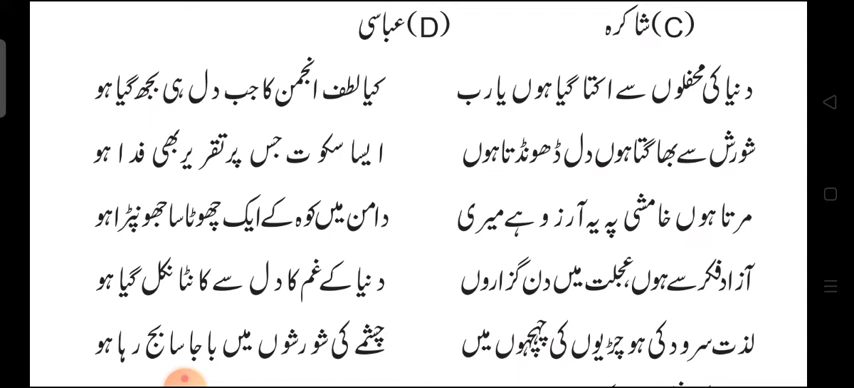 (C) شاکرہ (D) عباسی
دنیا کی محفلوں سے اکتا گیا ہوں یا رب کیا لطف انجمن کا جب دل ہی بجھ گیا ہو
شورش سے بھاگتا ہوں دل ڈھونڈتا ہوں ایسا سکوت جس پر تقریر بھی فدا ہو
مرتا ہوں خامشی پہ یہ آرزو ہے میری دامن میں کوہ کے ایک چھوٹا سا جھونپڑا ہو
آزاد فکر سے ہوں، عجلت میں دن گزاروں دنیا کے غم کا دل سے کانٹا نکل گیا ہو
لذت سرود کی ہو چڑیوں کی چہچہوں میں چشمے کی شورشوں میں باجا سا بج رہا ہو